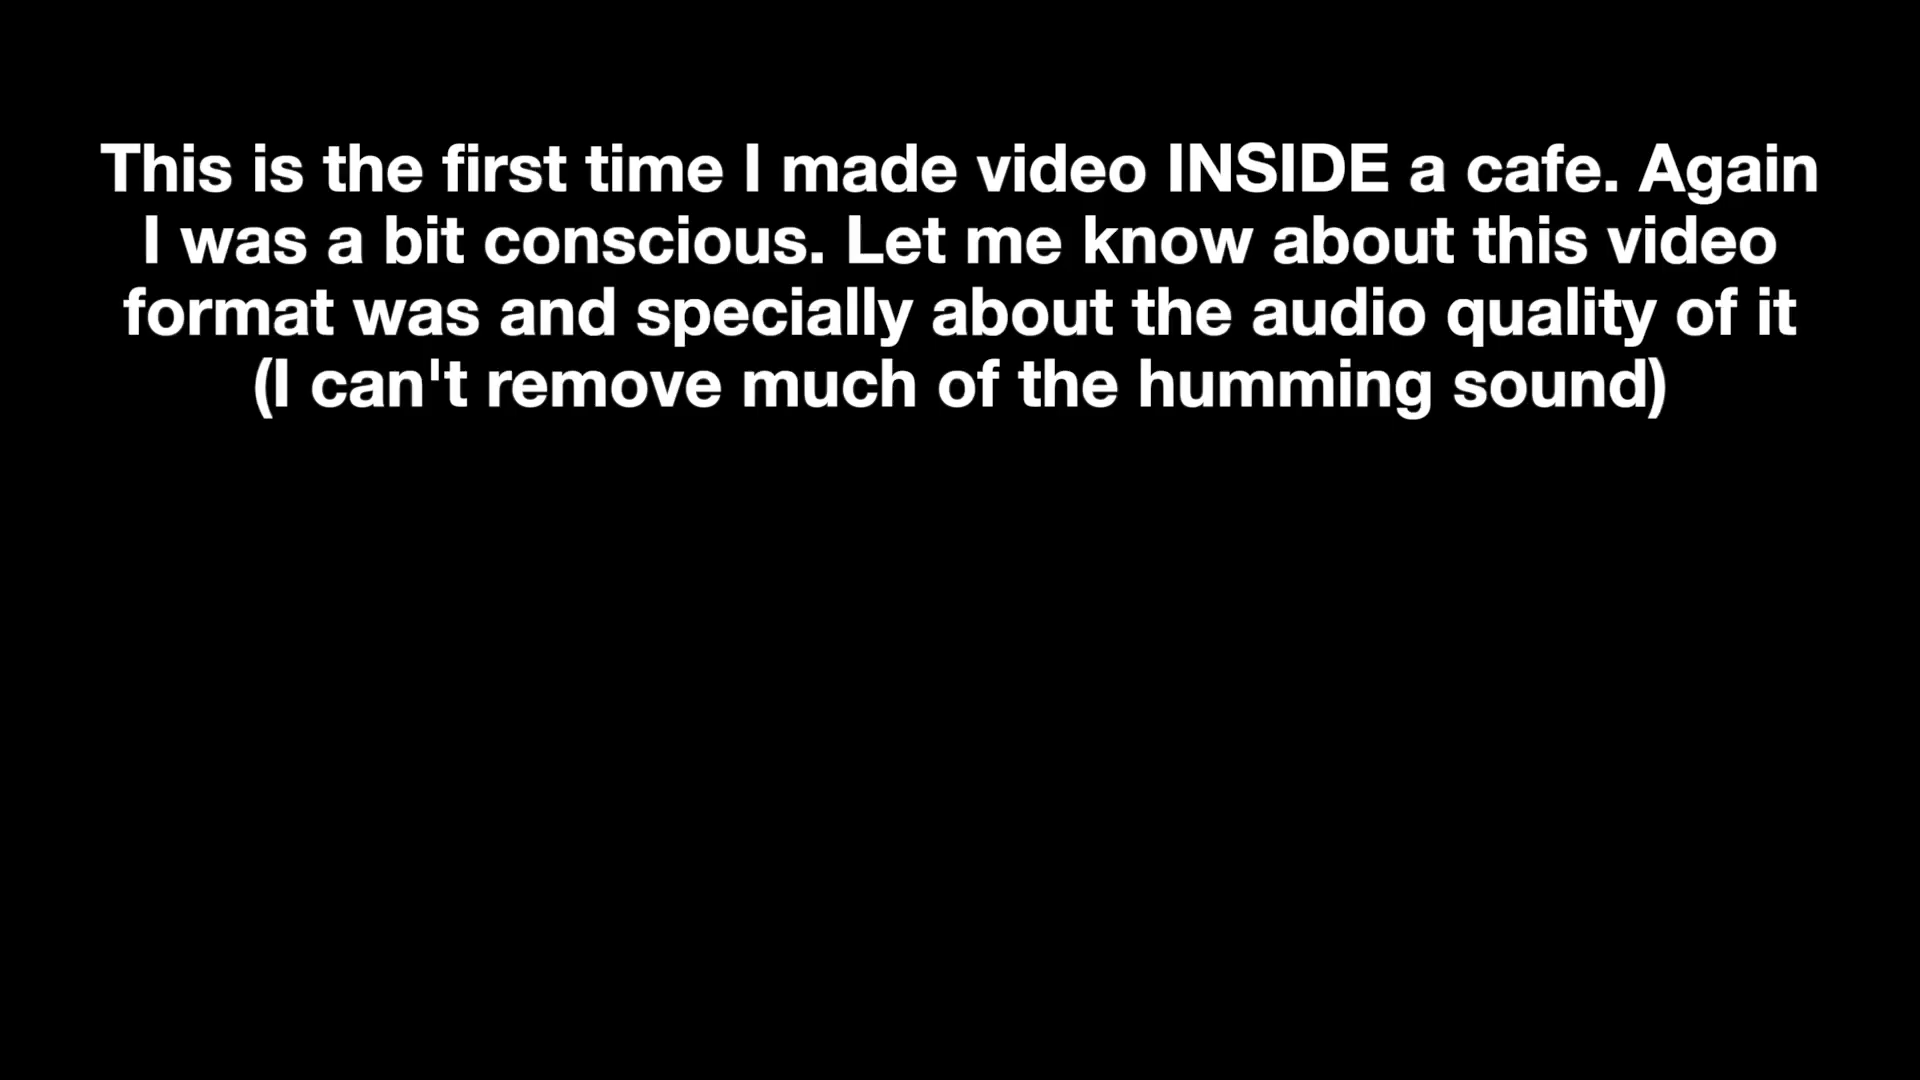 This is the first time I made video INSIDE a cafe. Again
I was a bit conscious. Let me know about this video
format was and specially about the audio quality of it
(I can't remove much of the humming sound)